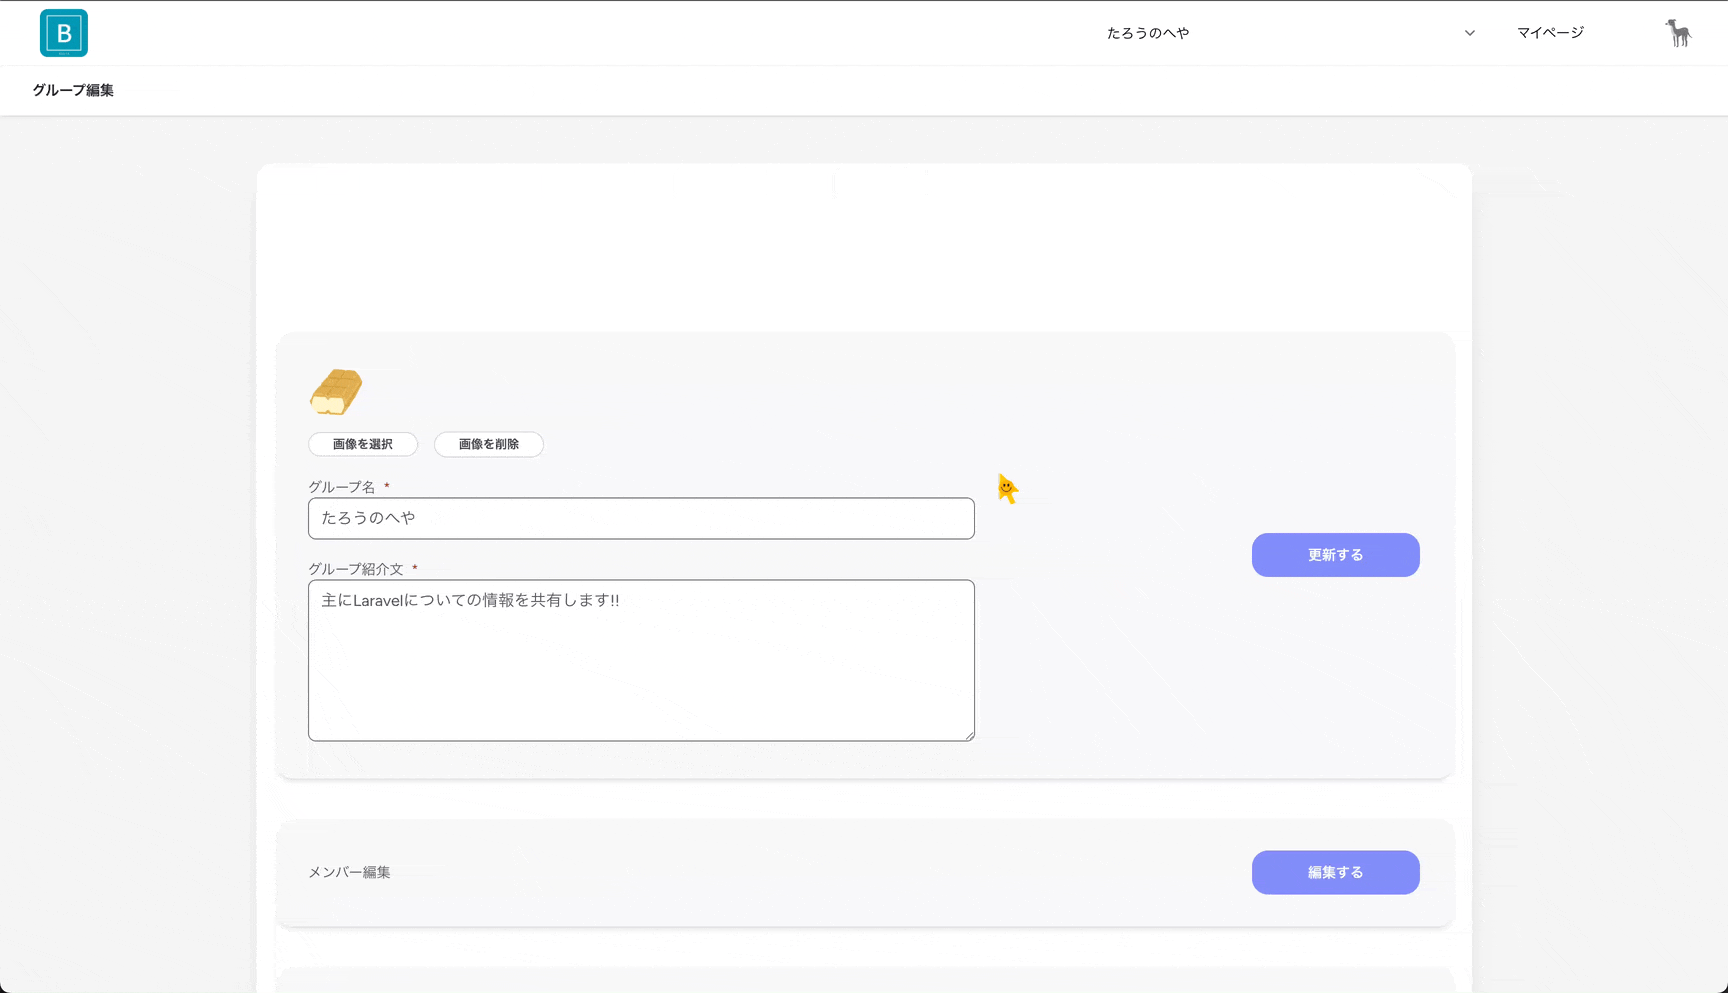 B
たろうのへや
マイページ
グループ編集
画像を選択
画像を削除
グループ名 *
たろうのへや
更新する
グループ紹介文 *
主にLaravelについての情報を共有します!!
メンバー編集
編集する